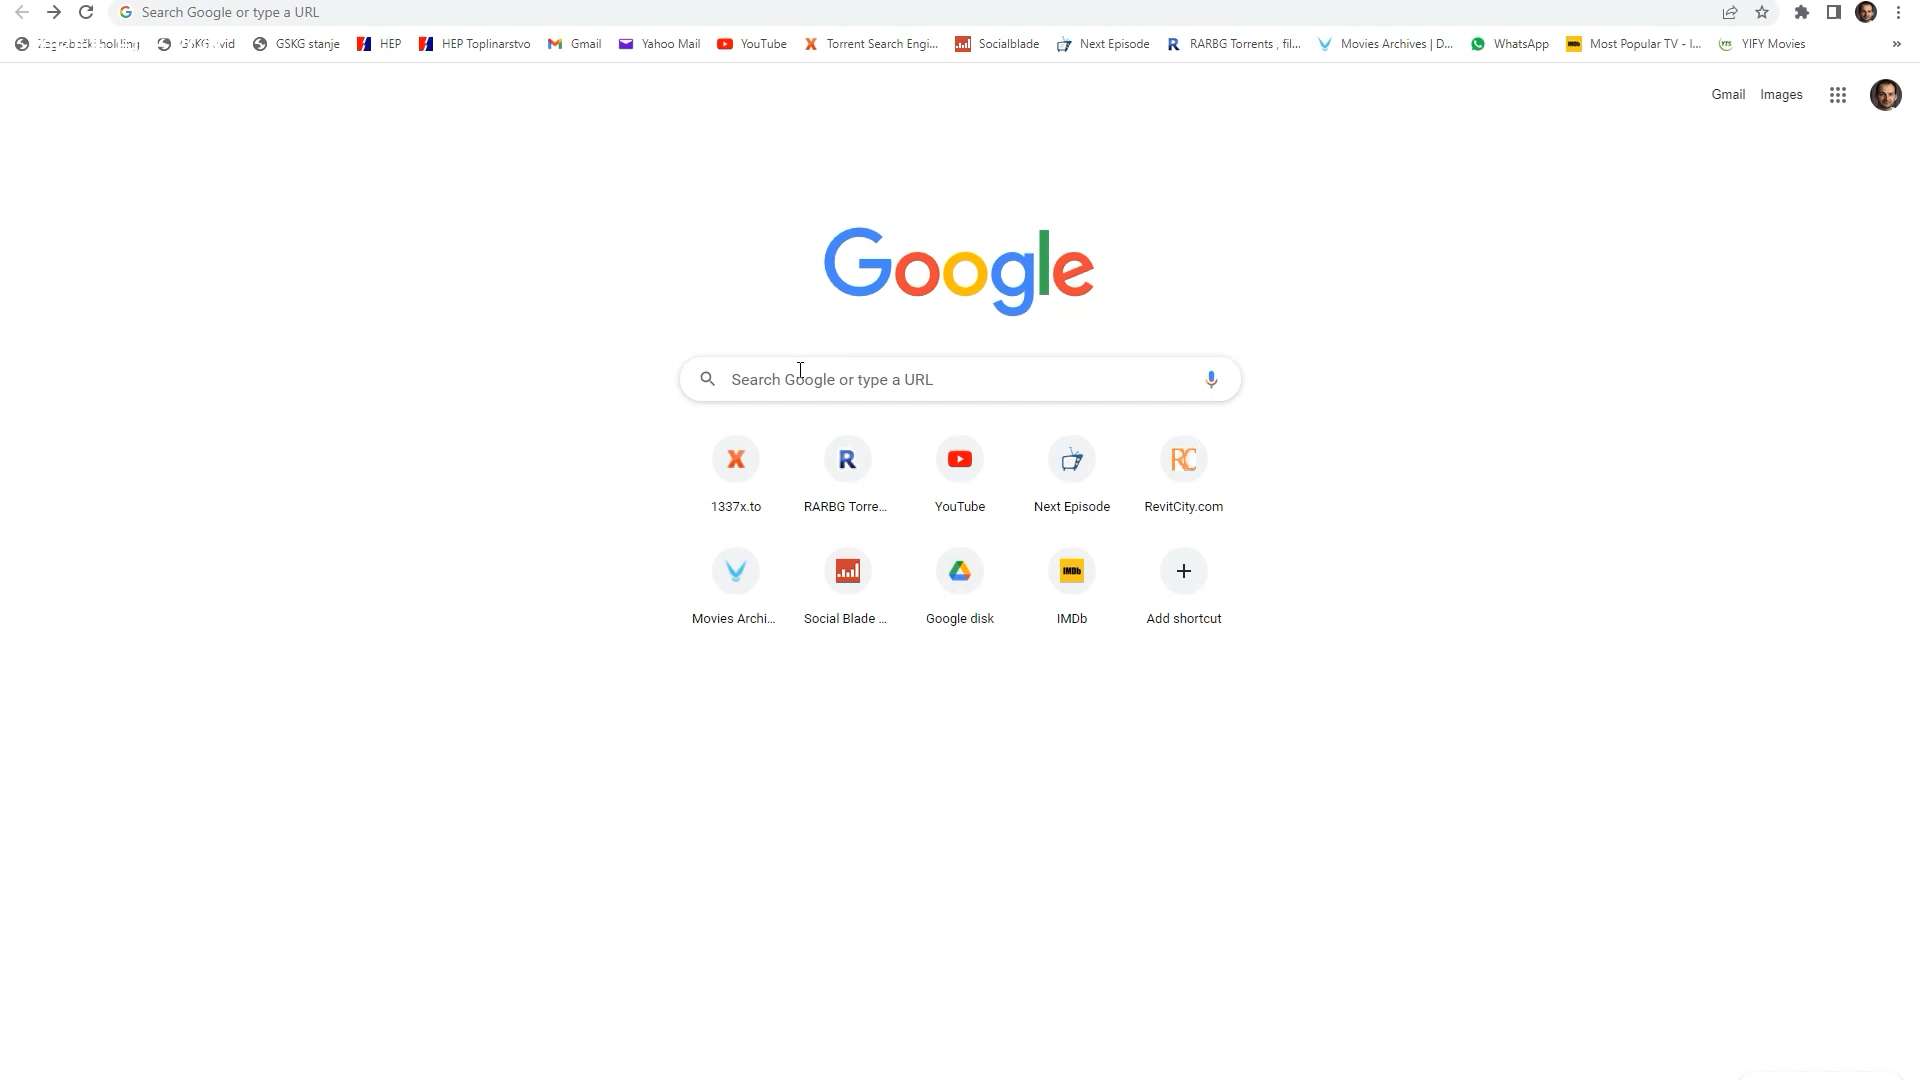 Search Google or type a URL
holding GSKG GSKG stanje HEP HEP Toplinarstvo Gmail Yahoo Mail YouTube Torrent Search Engi... Socialblade Next Episode RARBG Torrents , fil... Movies Archives | D... WhatsApp Most Popular TV - I... YIFY Movies
Gmail Images
Google
Search Google or type a URL
1337x.to RARBG Torre... YouTube Next Episode RevitCity.com
Movies Archi... Social Blade ... Google disk IMDb Add shortcut